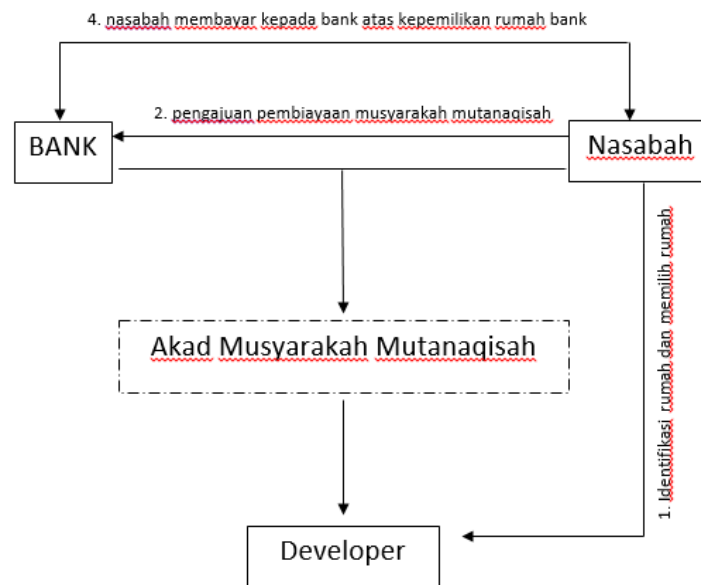 4. nasabah membayar kepada bank atas kepemilikan rumah bank
2. pengajuan pembiayaan musyarakah mutanaqisah
BANK
Nasabah
1. Identifikasi rumah dan memilih rumah
Akad Musyarakah Mutanaqisah
Developer